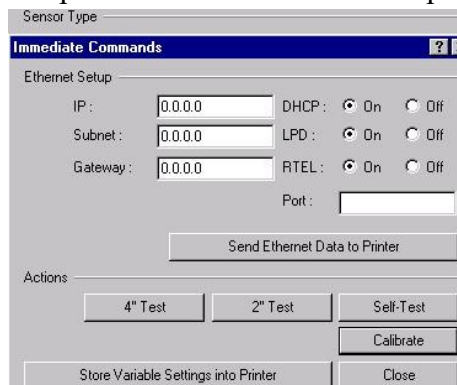 Sensor Type
Immediate Commands ?
Ethernet Setup
IP : 0.0.0.0 DHCP : On Off
Subnet : 0.0.0.0 LPD : On Off
Gateway : 0.0.0.0 RTEL : On Off
Port :
Send Ethernet Data to Printer
Actions
4" Test 2" Test Self-Test
Calibrate
Store Variable Settings into Printer Close